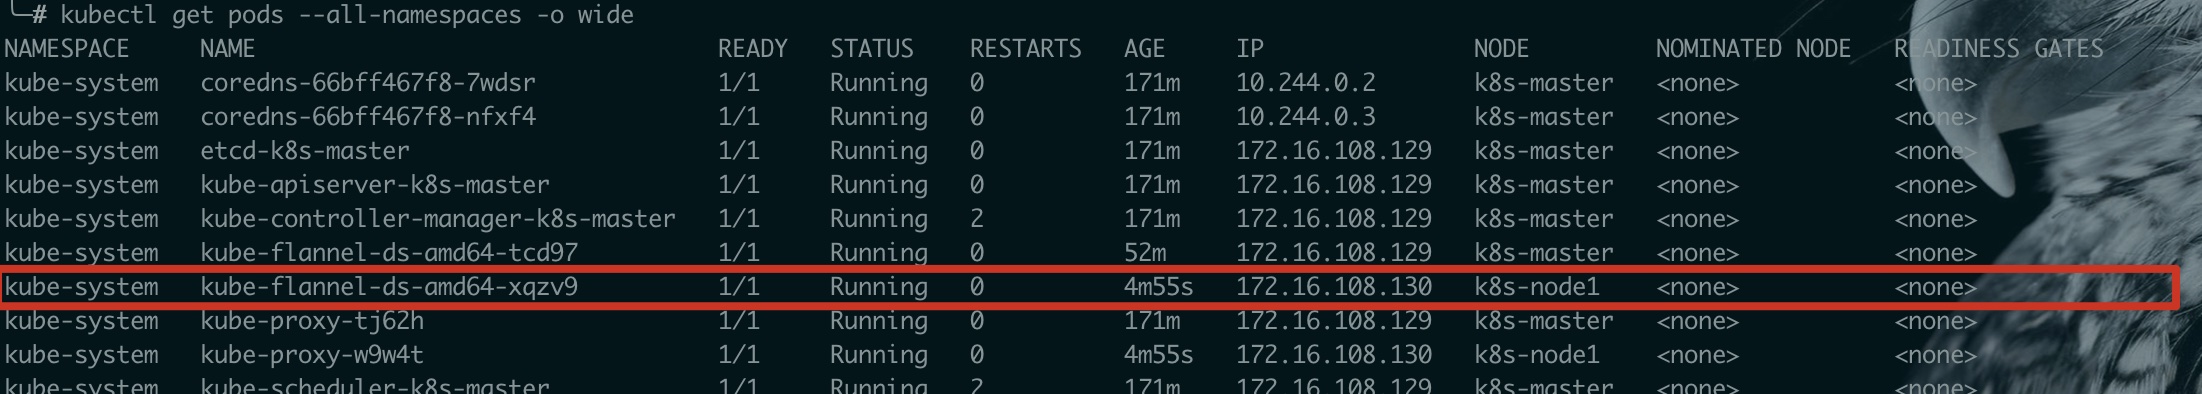 ╰─# kubectl get pods --all-namespaces -o wide
NAMESPACE NAME READY STATUS RESTARTS AGE IP NODE NOMINATED NODE READINESS GATES
kube-system coredns-66bff467f8-7wdsr 1/1 Running 0 171m 10.244.0.2 k8s-master <none> <none>
kube-system coredns-66bff467f8-nfxf4 1/1 Running 0 171m 10.244.0.3 k8s-master <none> <none>
kube-system etcd-k8s-master 1/1 Running 0 171m 172.16.108.129 k8s-master <none> <none>
kube-system kube-apiserver-k8s-master 1/1 Running 0 171m 172.16.108.129 k8s-master <none> <none>
kube-system kube-controller-manager-k8s-master 1/1 Running 2 171m 172.16.108.129 k8s-master <none> <none>
kube-system kube-flannel-ds-amd64-tcd97 1/1 Running 0 52m 172.16.108.129 k8s-master <none> <none>
kube-system kube-flannel-ds-amd64-xqzv9 1/1 Running 0 4m55s 172.16.108.130 k8s-node1 <none> <none>
kube-system kube-proxy-tj62h 1/1 Running 0 171m 172.16.108.129 k8s-master <none> <none>
kube-system kube-proxy-w9w4t 1/1 Running 0 4m55s 172.16.108.130 k8s-node1 <none> <none>
kube-system kube-scheduler-k8s-master 1/1 Running 2 171m 172.16.108.129 k8s-master <none> <none>